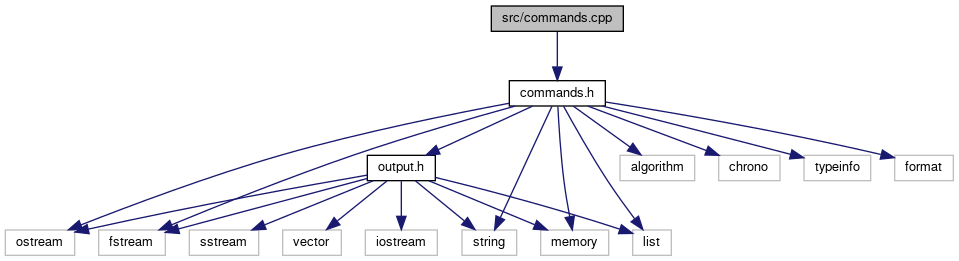 src/commands.cpp
commands.h
output.h
algorithm
chrono
typeinfo
format
ostream
fstream
sstream
vector
iostream
string
memory
list